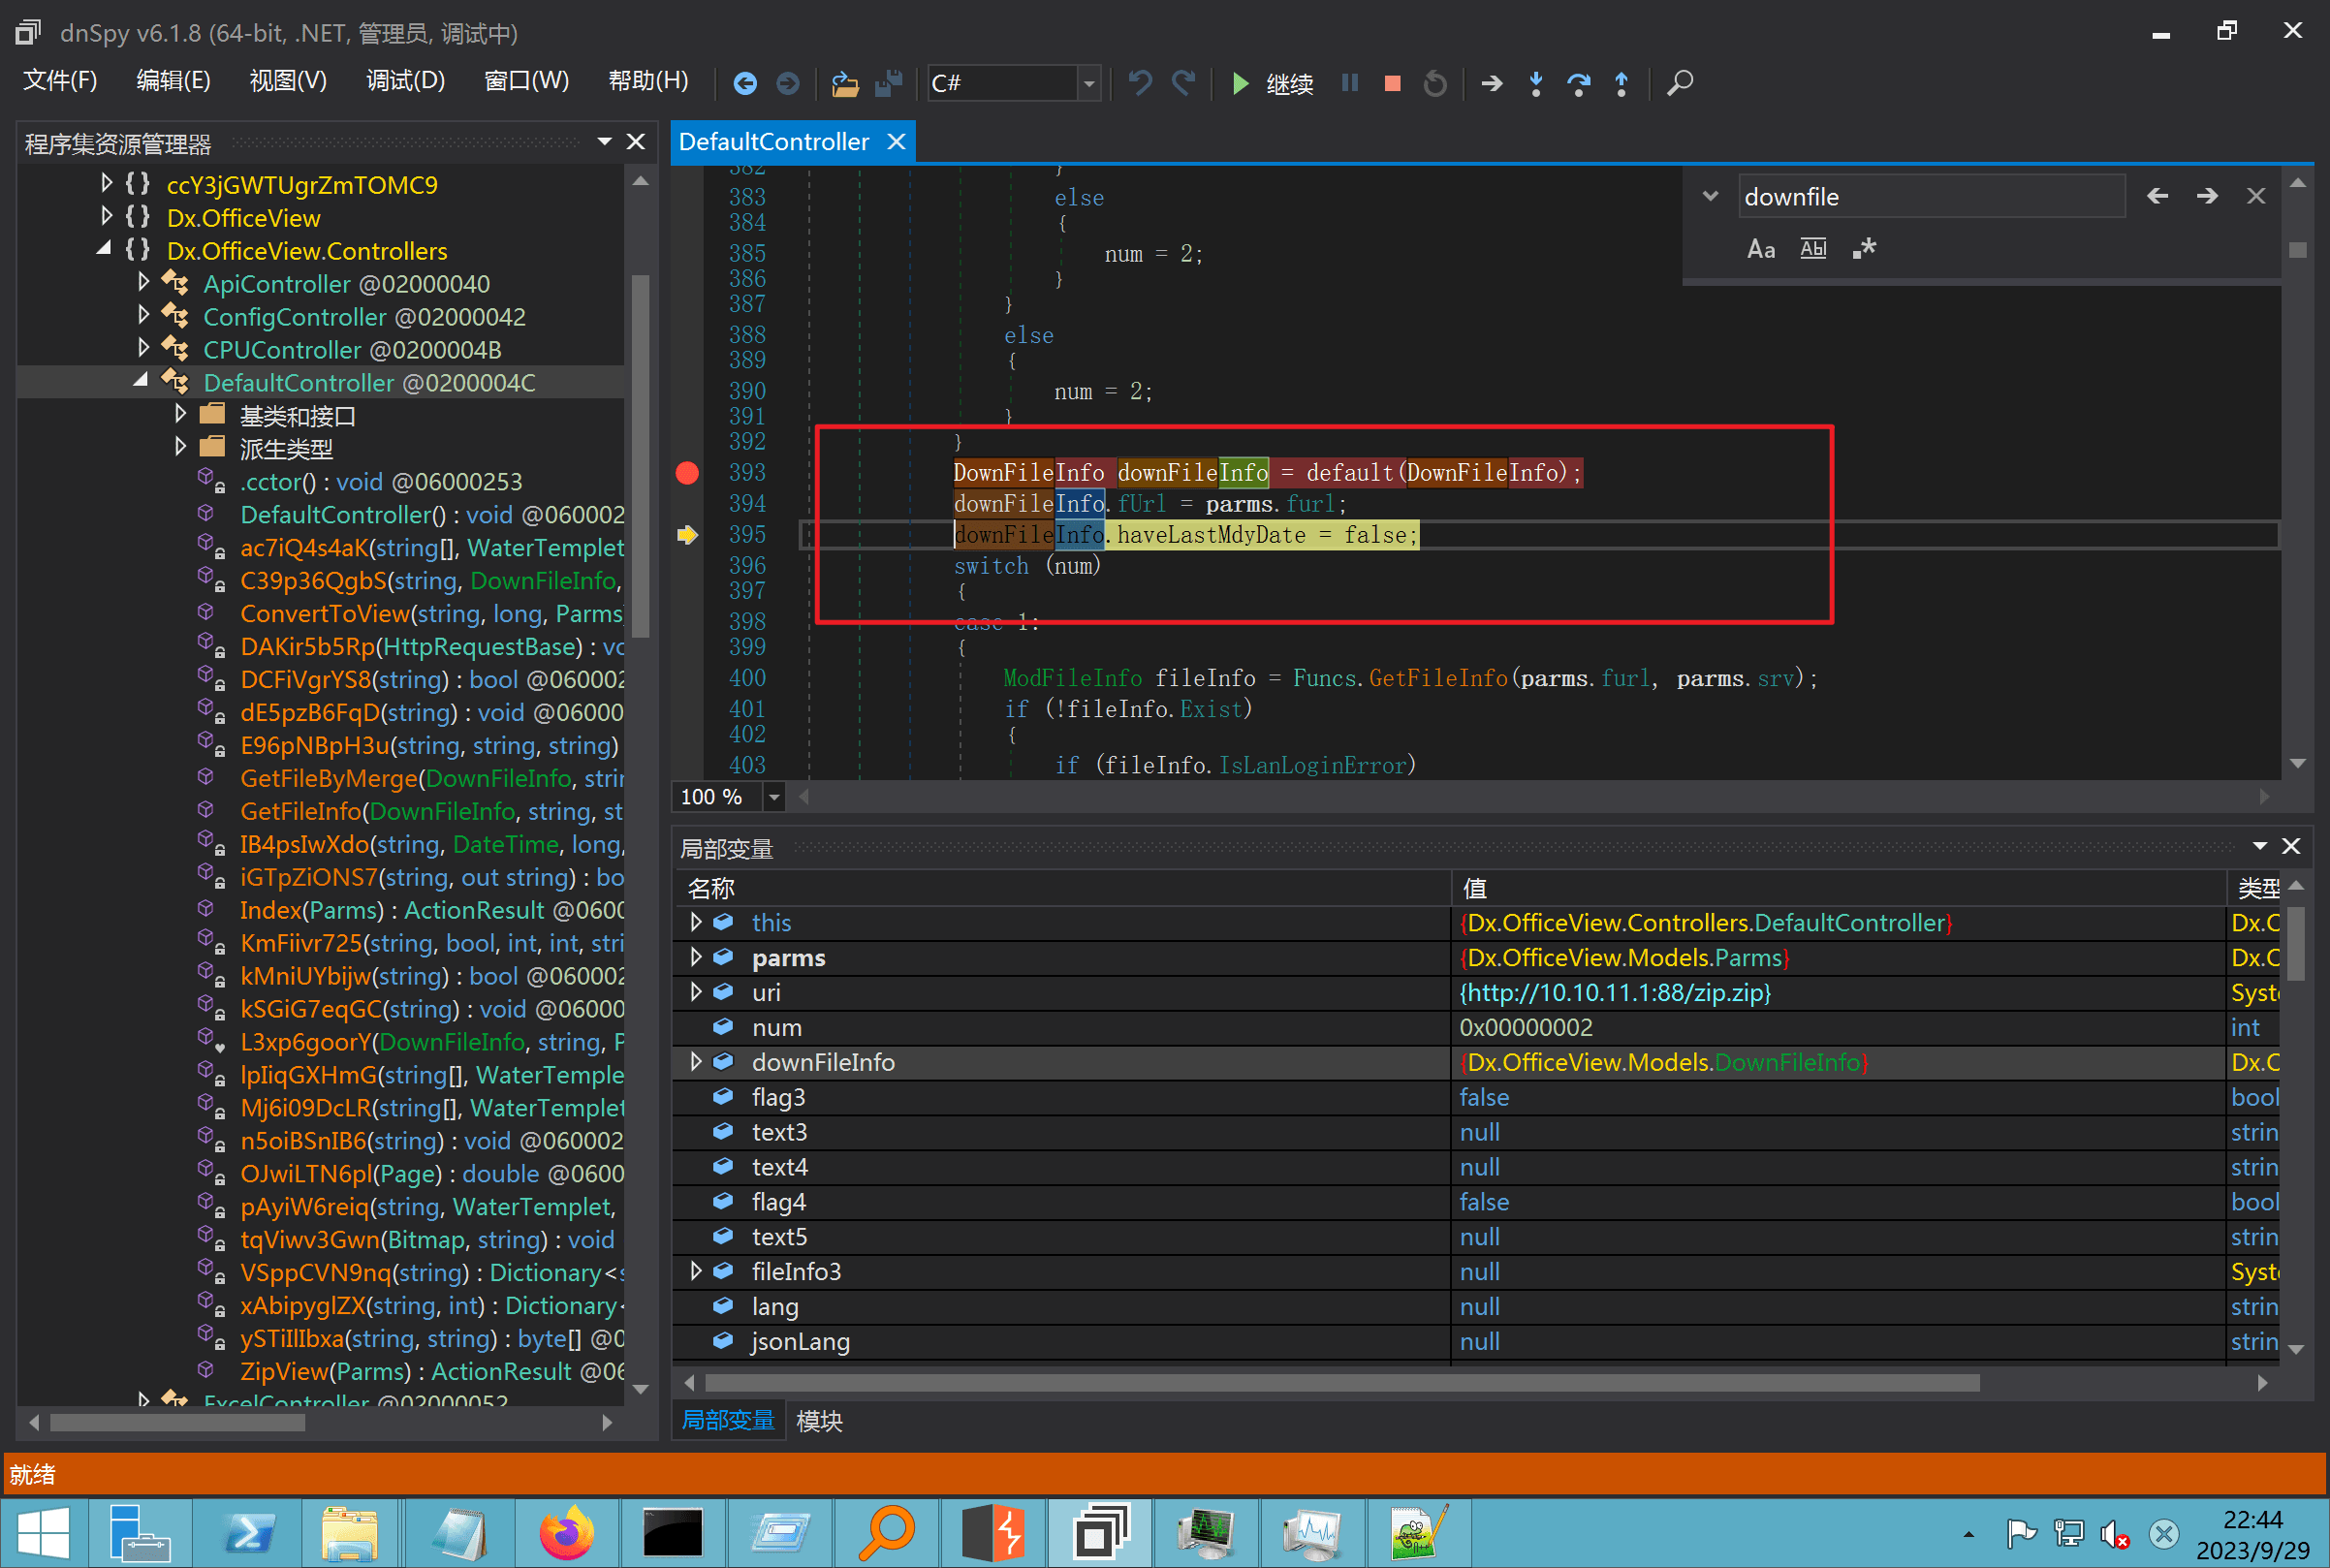 dnSpy v6.1.8 (64-bit, .NET, 管理员, 调试中)
文件(F) 编辑(E) 视图(V) 调试(D) 窗口(W) 帮助(H) C# 继续
程序集资源管理器
ccY3jGWTUgrZmTOMC9
Dx.OfficeView
Dx.OfficeView.Controllers
ApiController @02000040
ConfigController @02000042
CPUController @0200004B
DefaultController @0200004C
基类和接口
派生类型
.cctor() : void @06000253
DefaultController() : void @060002
ac7iQ4s4aK(string[], WaterTemplet
C39p36QgbS(string, DownFileInfo,
ConvertToView(string, long, Parms)
DAKir5b5Rp(HttpRequestBase) : vo
DCFiVgrYS8(string) : bool @060002
dE5pzB6FqD(string) : void @06000
E96pNBpH3u(string, string, string)
GetFileByMerge(DownFileInfo, strin
GetFileInfo(DownFileInfo, string, st
IB4psIwXdo(string, DateTime, long,
iGTpZiONS7(string, out string) : bo
Index(Parms) : ActionResult @0600
KmFiivr725(string, bool, int, int, stri
kMniUYbijw(string) : bool @060002
kSGiG7eqGC(string) : void @06000
L3xp6goorY(DownFileInfo, string, P
lpIiqGXHmG(string[], WaterTemple
Mj6i09DcLR(string[], WaterTemplet
n5oiBSnIB6(string) : void @060002
OJwiLTN6pl(Page) : double @0600
pAyiW6reiq(string, WaterTemplet,
tqViwv3Gwn(Bitmap, string) : void
VSppCVN9nq(string) : Dictionary<s
xAbipyglZX(string, int) : Dictionary<
ySTiIlIbxa(string, string) : byte[] @0
ZipView(Parms) : ActionResult @06
ExcelController @02000052
DefaultController
downfile
Aa Abl .*
382 }
383 else
384 {
385 num = 2;
386 }
387 }
388 else
389 {
390 num = 2;
391 }
392 }
393 DownFileInfo downFileInfo = default(DownFileInfo);
394 downFileInfo.fUrl = parms.furl;
395 downFileInfo.haveLastMdyDate = false;
396 switch (num)
397 {
398 case 1:
399 {
400 ModFileInfo fileInfo = Funcs.GetFileInfo(parms.furl, parms.srv);
401 if (!fileInfo.Exist)
402 {
403 if (fileInfo.IsLanLoginError)
100 %
局部变量
名称 值 类型
this {Dx.OfficeView.Controllers.DefaultController} Dx.O
parms {Dx.OfficeView.Models.Parms} Dx.O
uri {http://10.10.11.1:88/zip.zip} Syste
num 0x00000002 int
downFileInfo {Dx.OfficeView.Models.DownFileInfo} Dx.O
flag3 false bool
text3 null strin
text4 null strin
flag4 false bool
text5 null strin
fileInfo3 null Syste
lang null strin
jsonLang null strin
局部变量 模块
就绪
22:44
2023/9/29